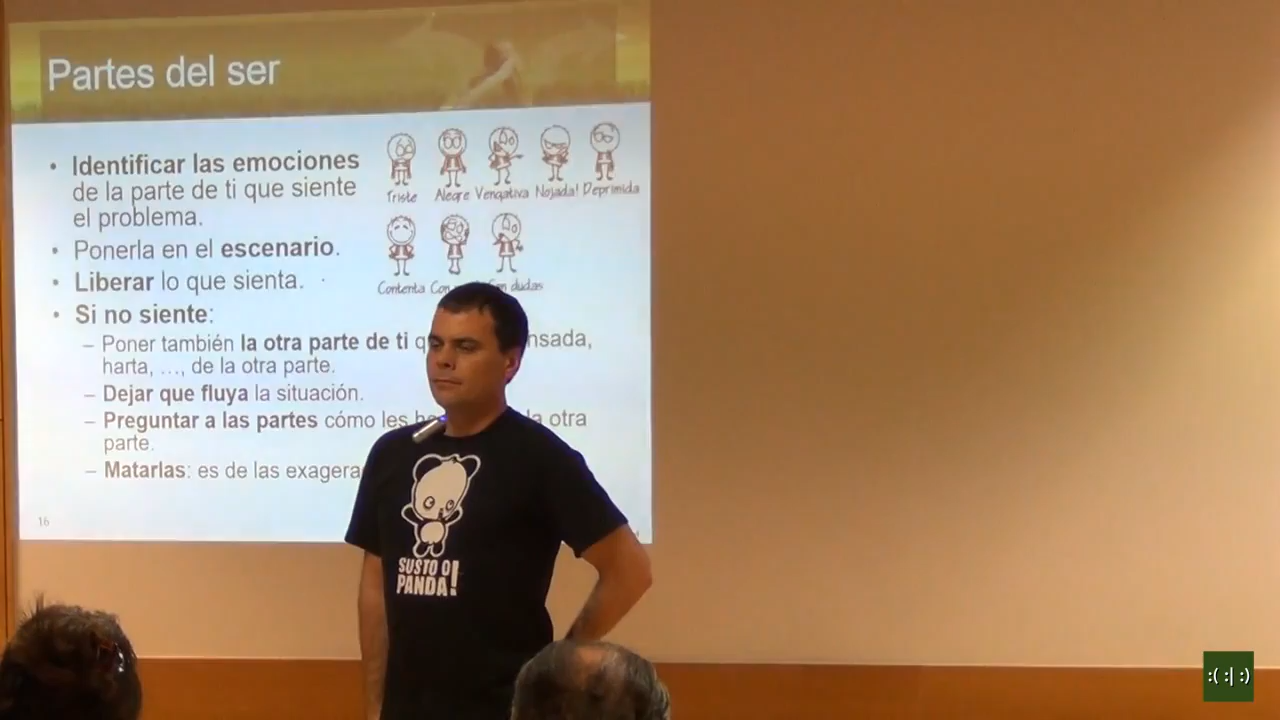 Partes del ser
• Identificar las emociones
de la parte de ti que siente
el problema.
• Ponerla en el escenario.
• Liberar lo que sienta.
• Si no siente:
– Poner también la otra parte de ti
harta, …, de la otra parte.
– Dejar que fluya la situación.
– Preguntar a las partes cómo les la otra
parte.
– Matarlas: es de las
16
Triste Alegre Vengativa Nojada! Deprimida
Contenta Con dudas
SUSTO O
PANDA!
:( :| :)